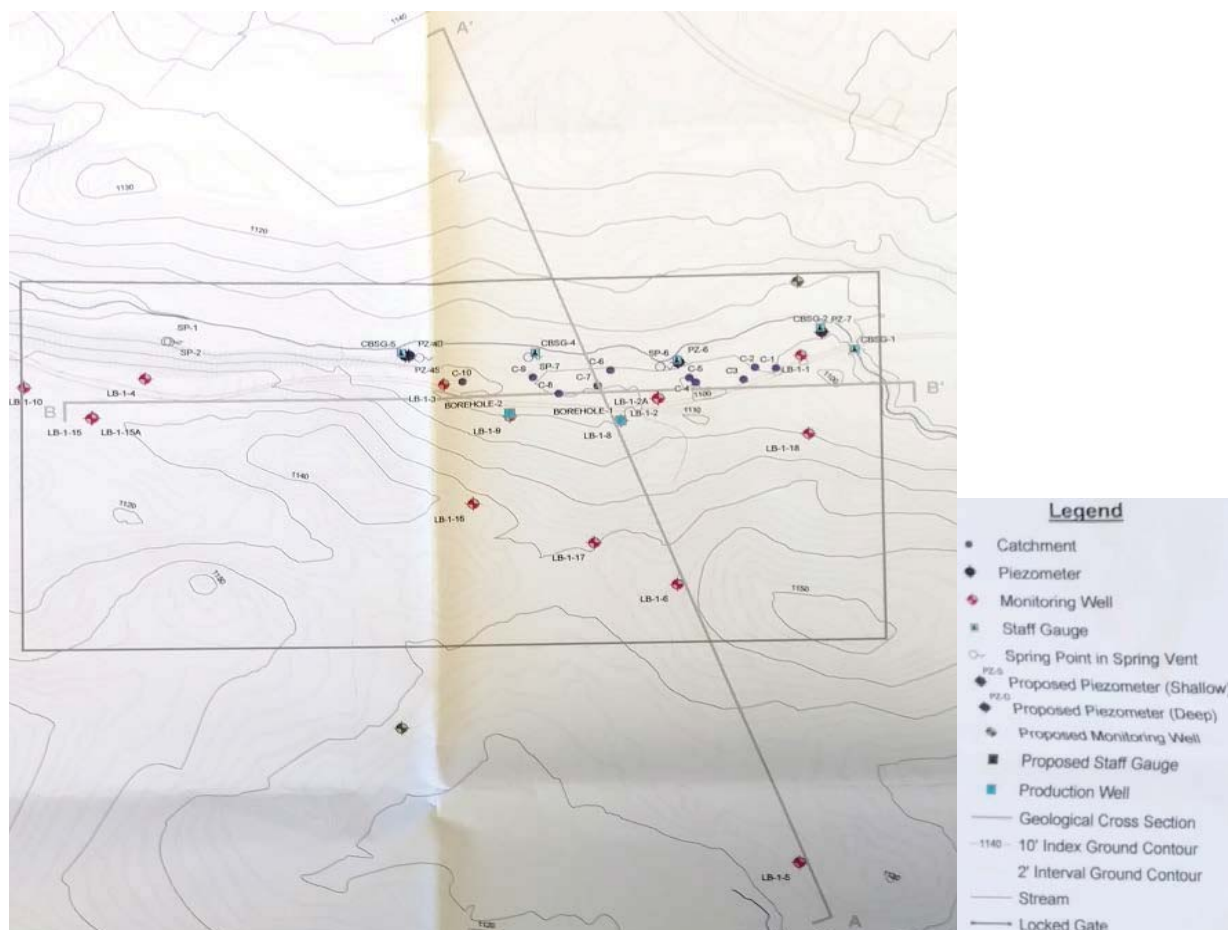 1140
A'
1130
1120
SP-1
SP-2
CBSG-5
PZ-40
PZ-45
CBSG-4
SP-7
SP-6
PZ-6
CBSG-2
PZ-7
CBSG-1
C-10
C-9
C-8
C-7
C-6
C-5
C-4
C3
C-2
C-1
LB-1-1
1100
1100
1110
LB-1-10
LB-1-4
LB-1-3
B
B'
LB-1-15
LB-1-15A
BOREHOLE-2
LB-1-9
BOREHOLE-1
LB-1-8
LB-1-2A
LB-1-2
LB-1-18
1140
1120
LB-1-16
LB-1-17
LB-1-6
1150
LB-1-5
A
Legend
Catchment
Piezometer
Monitoring Well
Staff Gauge
Spring Point in Spring Vent
PZ-S
Proposed Piezometer (Shallow)
PZ-D
Proposed Piezometer (Deep)
Proposed Monitoring Well
Proposed Staff Gauge
Production Well
Geological Cross Section
1140 10' Index Ground Contour
2' Interval Ground Contour
Stream
Locked Gate